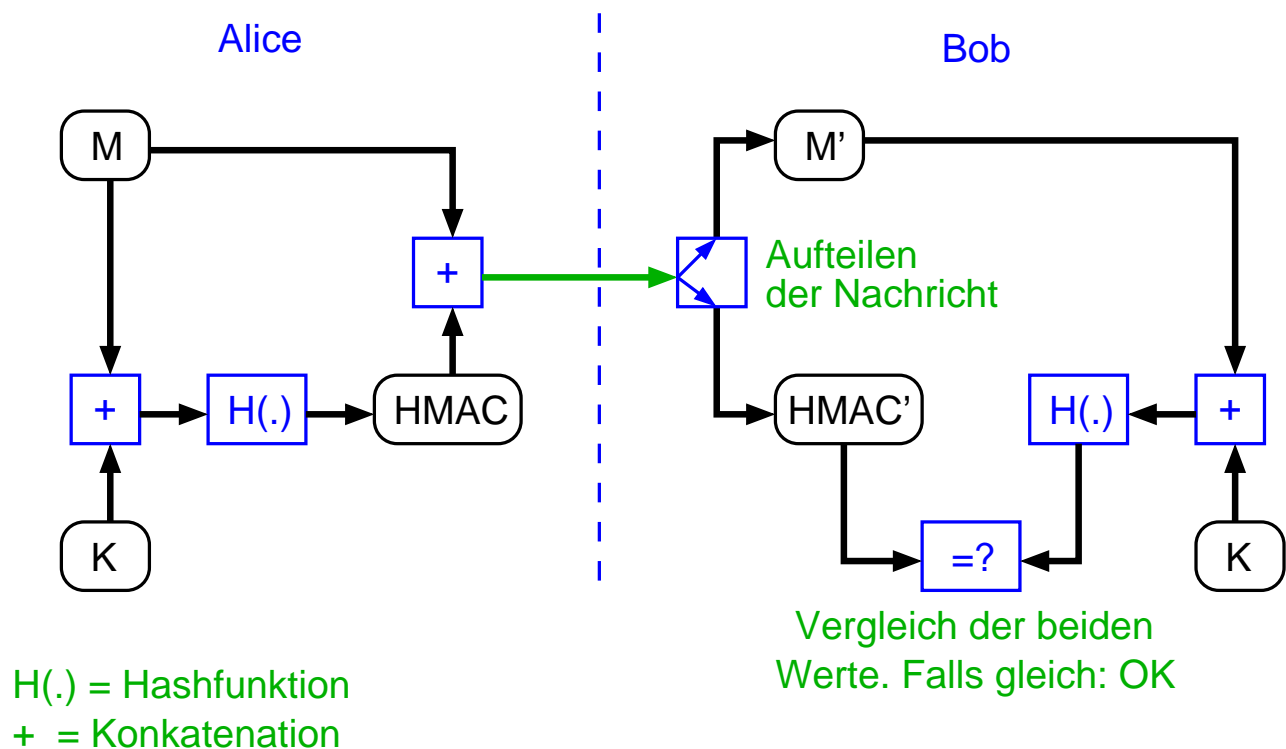 Alice
Bob
M
M’
+
Aufteilen
der Nachricht
+
H(.)
HMAC
HMAC’
H(.)
+
K
=?
K
Vergleich der beiden
Werte. Falls gleich: OK
H(.) = Hashfunktion
+ = Konkatenation